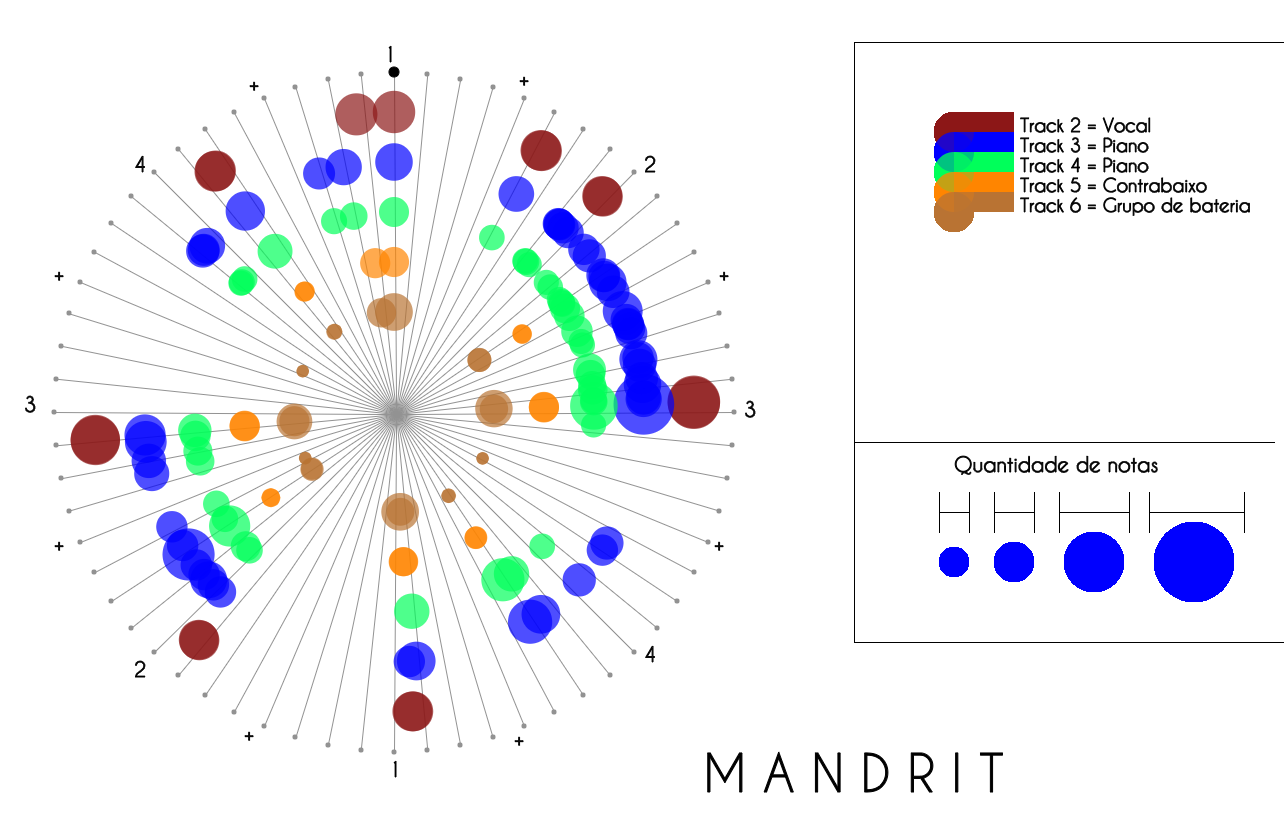 1
+
+
4
2
+
+
3
3
+
+
2
4
+
+
1
Track 2 = Vocal
Track 3 = Piano
Track 4 = Piano
Track 5 = Contrabaixo
Track 6 = Grupo de bateria
Quantidade de notas
MANDRIT